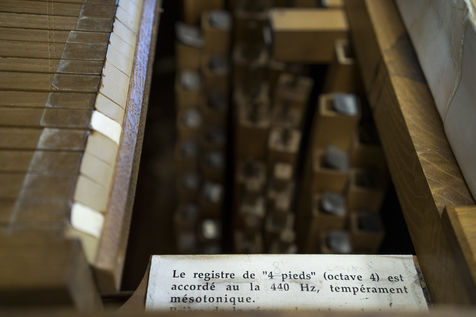 Le registre de "4 pieds" (octave 4) est
accordé au la 440 Hz, tempérament
mésotonique.